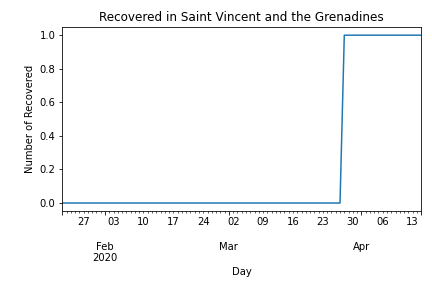 Recovered in Saint Vincent and the Grenadines
1.0
0.8
0.6
0.4
0.2
0.0
Number of Recovered
27 03 10 17 24 02 09 16 23 30 06 13
Feb Mar Apr
2020
Day